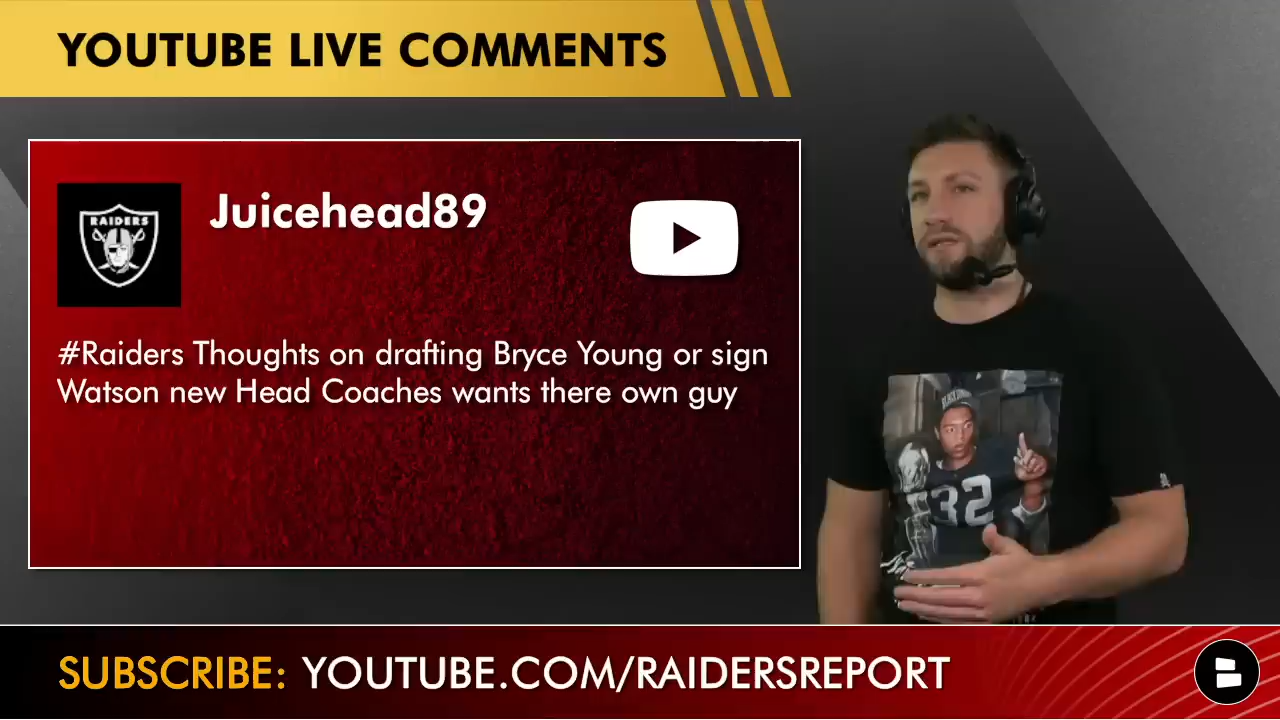 YOUTUBE LIVE COMMENTS
RAIDERS
Juicehead89
#Raiders Thoughts on drafting Bryce Young or sign
Watson new Head Coaches wants there own guy
32
SUBSCRIBE: YOUTUBE.COM/RAIDERSREPORT